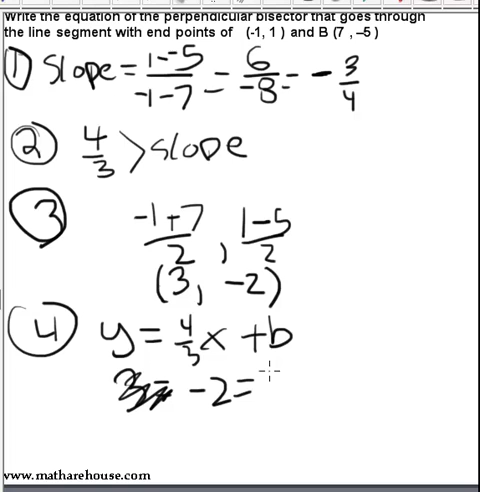 Write the equation of the perpendicular bisector that goes through
the line segment with end points of (-1, 1 ) and B (7 , –5 )
① Slope = 1--5/-1-7 = 6/-8 = - 3/4
② 4/3 > slope
③ -1+7/2 , 1-5/2
(3, -2)
④ y = 4/3 x + b
-2 =
www.matharehouse.com